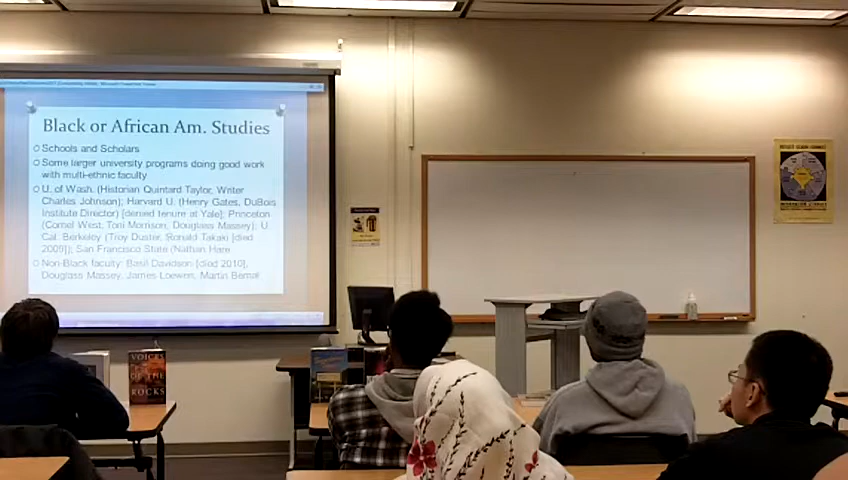 Black or African Am. Studies
Schools and Scholars
Some larger university programs doing good work
with multi-ethnic faculty
U. of Wash. (Historian Quintard Taylor, Writer
Charles Johnson); Harvard U. (Henry Gates, DuBois
Institute Director) [denied tenure at Yale]; Princeton
(Cornel West, Toni Morrison, Douglass Massey); U.
Cal. Berkeley (Troy Duster, Ronald Takaki [died
2009]); San Francisco State (Nathan Hare
Non-Black faculty: Basil Davidson [died 2010],
Douglass Massey, James Loewen, Martin Bernal
VOICES
OF THE
ROCKS